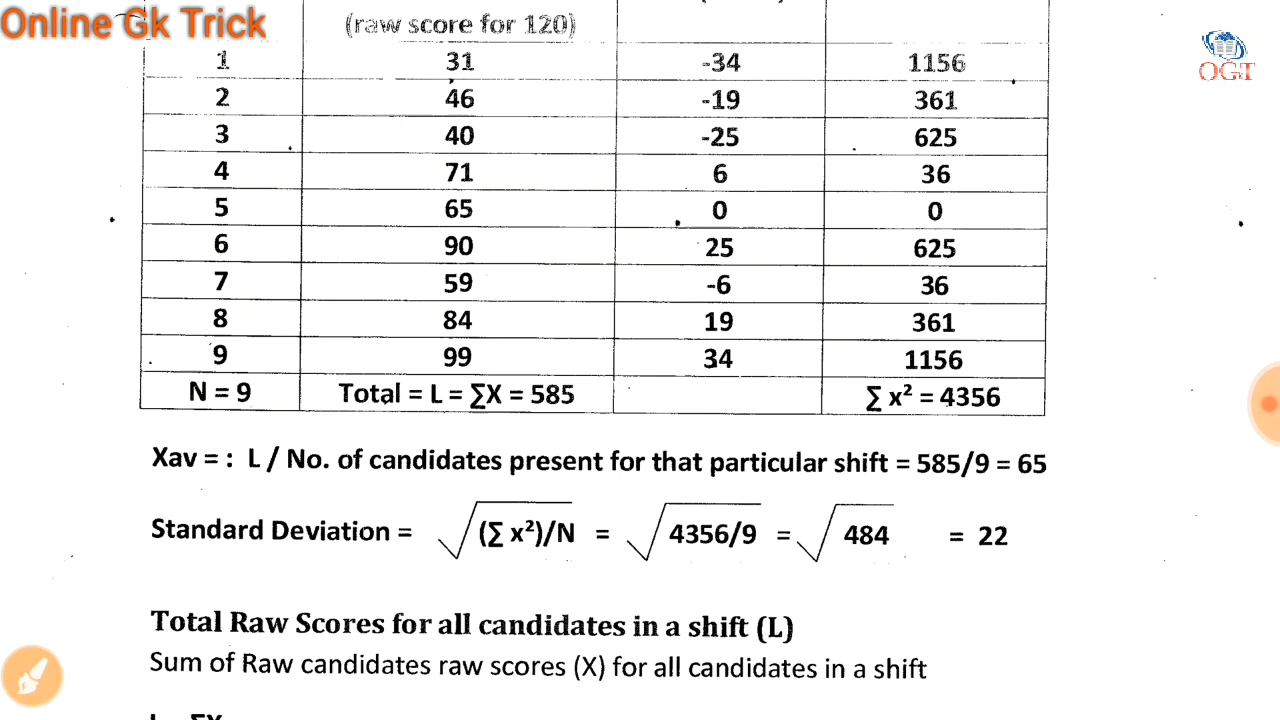 Online Gk Trick
OGT
(raw score for 120)
1 31 -34 1156
2 46 -19 361
3 40 -25 625
4 71 6 36
5 65 0 0
6 90 25 625
7 59 -6 36
8 84 19 361
9 99 34 1156
N = 9 Total = L = ∑X = 585 ∑ x² = 4356
Xav = : L / No. of candidates present for that particular shift = 585/9 = 65
Standard Deviation = √(∑ x²)/N = √4356/9 = √484 = 22
Total Raw Scores for all candidates in a shift (L)
Sum of Raw candidates raw scores (X) for all candidates in a shift